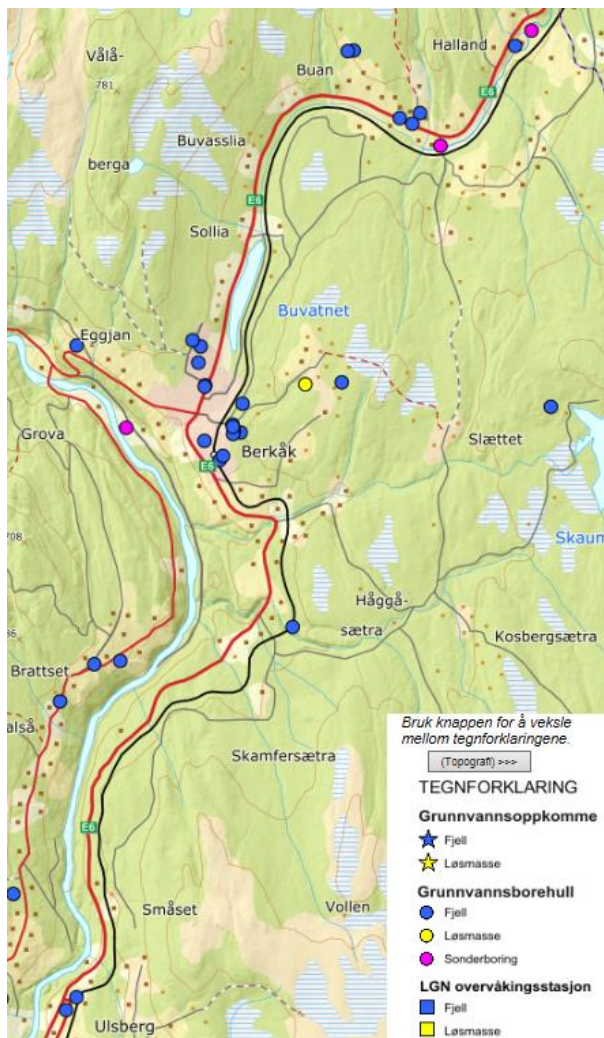 Vålå-
781
Halland
Buan
E6
Buvasslia
berga
E6
Sollia
Buvatnet
Eggjan
Grova
Berkåk
Slættet
E6
708
Skaum
Håggå-
sætra
Kosbergsætra
Brattset
alså
Bruk knappen for å veksle
mellom tegnforklaringene.
(Topografi) >>>
TEGNFORKLARING
Skamfersætra
Grunnvannsoppkomme
Fjell
Løsmasse
E6
Grunnvannsborehull
Fjell
Løsmasse
Sonderboring
Småset
Vollen
LGN overvåkingsstasjon
Fjell
Løsmasse
Ulsberg